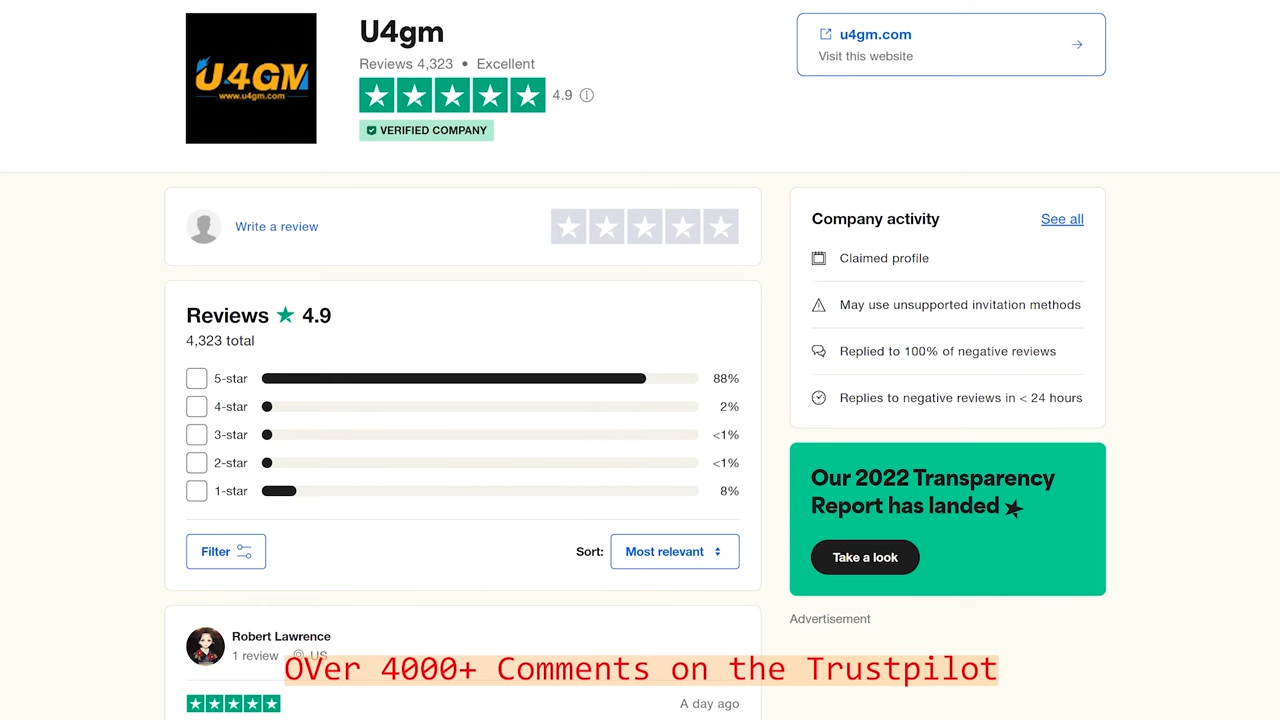 U4gm
Reviews 4,323 • Excellent
4.9
VERIFIED COMPANY
U4GM
www.u4gm.com
u4gm.com
Visit this website
Write a review
Reviews ★ 4.9
4,323 total
5-star 88%
4-star 2%
3-star <1%
2-star <1%
1-star 8%
Filter
Sort: Most relevant
Company activity See all
Claimed profile
May use unsupported invitation methods
Replied to 100% of negative reviews
Replies to negative reviews in < 24 hours
Our 2022 Transparency
Report has landed
Take a look
Advertisement
Robert Lawrence
1 review US
OVer 4000+ Comments on the Trustpilot
A day ago